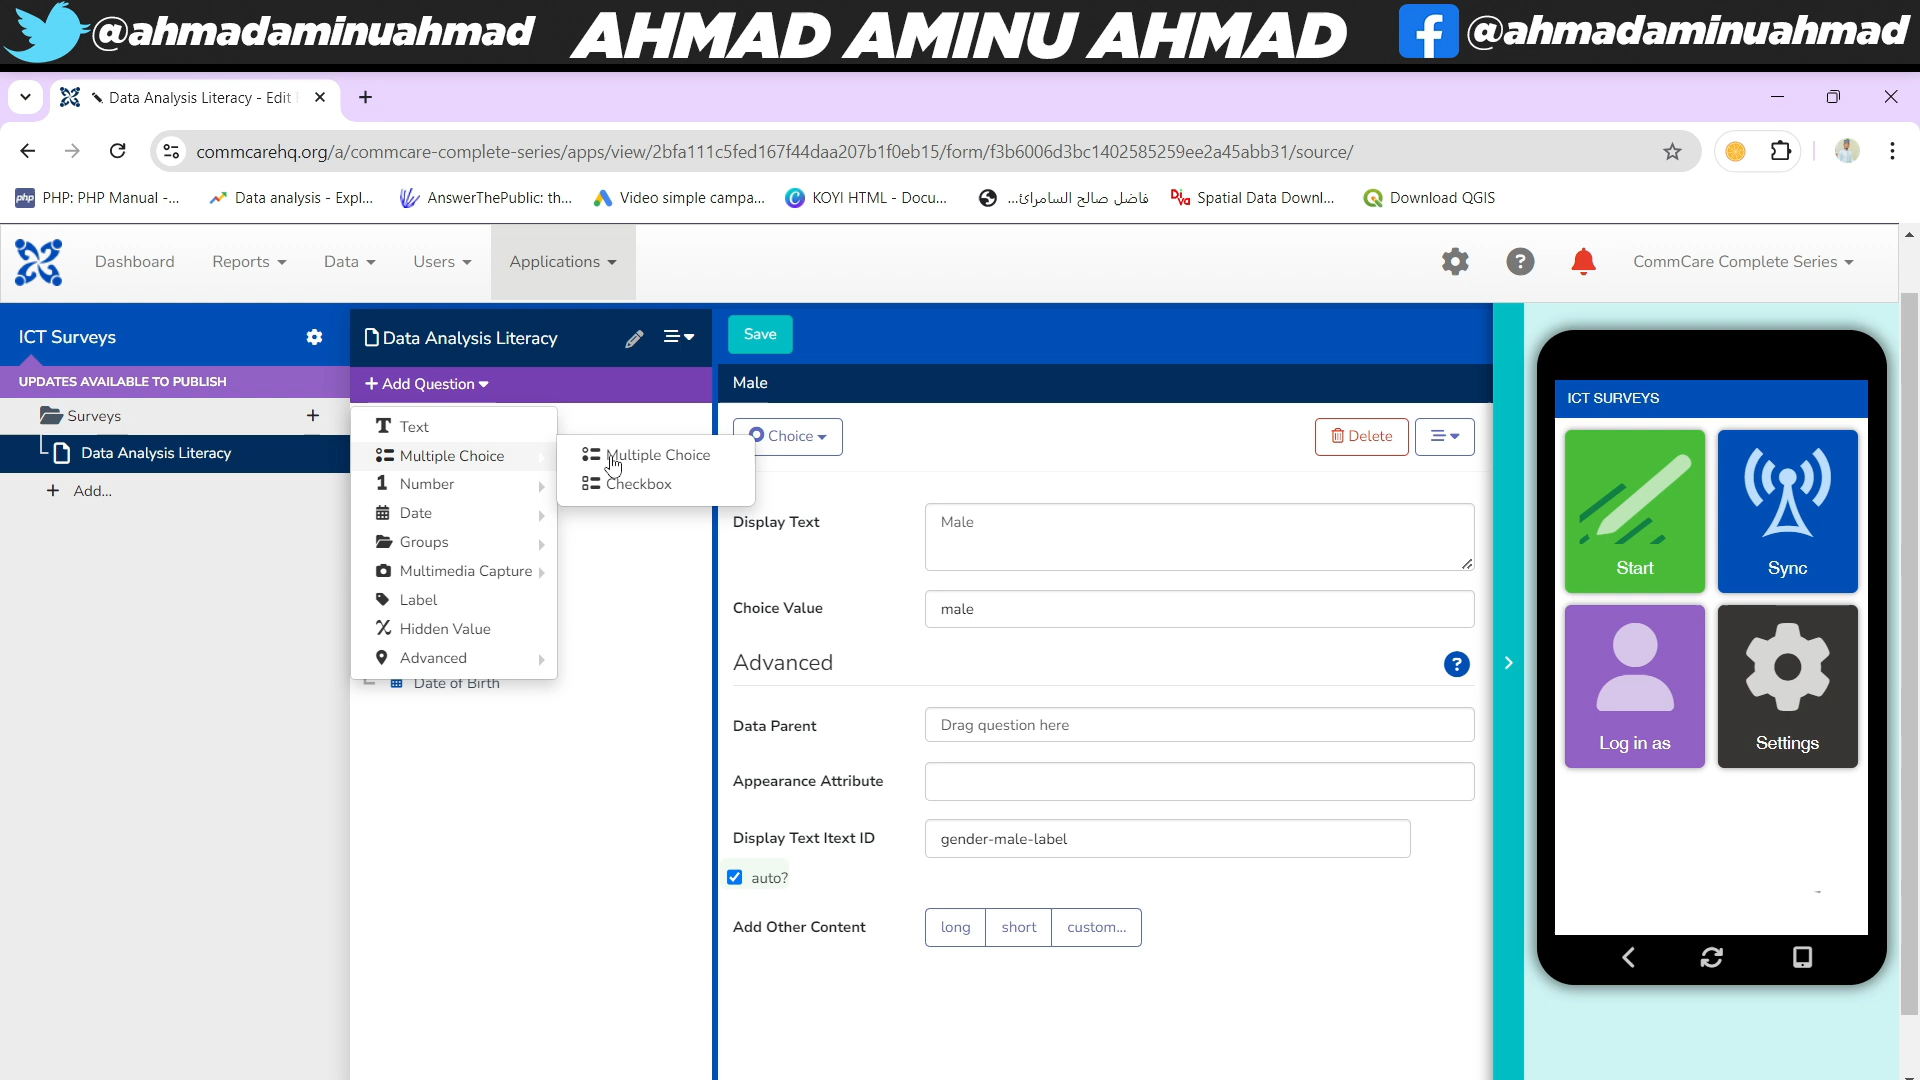 @ahmadaminuahmad AHMAD AMINU AHMAD @ahmadaminuahmad
Data Analysis Literacy - Edit
commcarehq.org/a/commcare-complete-series/apps/view/2bfa111c5fed167f44daa207b1f0eb15/form/f3b6006d3bc1402585259ee2a45abb31/source/
php PHP: PHP Manual -... Data analysis - Expl... AnswerThePublic: th... Video simple campa... KOYI HTML - Docu... فاضل صالح السامرائ... Diva Spatial Data Downl... Download QGIS
Dashboard Reports Data Users Applications CommCare Complete Series
ICT Surveys
UPDATES AVAILABLE TO PUBLISH
Surveys
Data Analysis Literacy
Add...
Data Analysis Literacy
Add Question
Text
Multiple Choice
Number
Date
Groups
Multimedia Capture
Label
Hidden Value
Advanced
Date of Birth
Multiple Choice
Checkbox
Save
Male
Choice Delete
Display Text Male
Choice Value male
Advanced
Data Parent Drag question here
Appearance Attribute
Display Text Itext ID gender-male-label
auto?
Add Other Content long short custom...
ICT SURVEYS
Start Sync
Log in as Settings